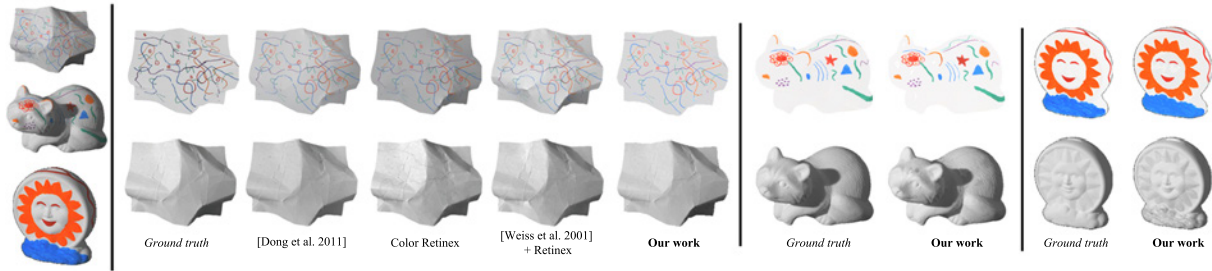 Ground truth
[Dong et al. 2011]
Color Retinex
[Weiss et al. 2001]
+ Retinex
Our work
Ground truth
Our work
Ground truth
Our work